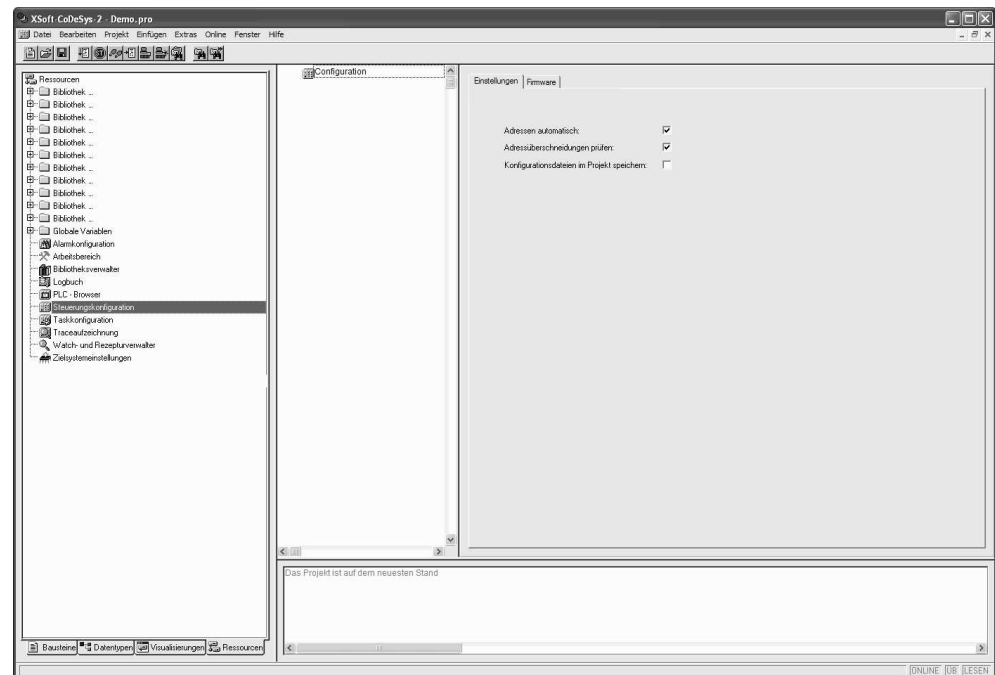 XSoft-CoDeSys-2 - Demo.pro
Datei Bearbeiten Projekt Einfügen Extras Online Fenster Hilfe
Ressourcen
Bibliothek ...
Bibliothek ...
Bibliothek ...
Bibliothek ...
Bibliothek ...
Bibliothek ...
Bibliothek ...
Bibliothek ...
Bibliothek ...
Bibliothek ...
Bibliothek ...
Globale Variablen
Alarmkonfiguration
Arbeitsbereich
Bibliotheksverwalter
Logbuch
PLC - Browser
Steuerungskonfiguration
Taskkonfiguration
Traceaufzeichnung
Watch- und Rezepturverwalter
Zielsystemeinstellungen
Bausteine Datentypen Visualisierungen Ressourcen
Configuration
Einstellungen Firmware
Adressen automatisch:
Adressüberschneidungen prüfen:
Konfigurationsdateien im Projekt speichern:
Das Projekt ist auf dem neuesten Stand
ONLINE ÜB LESEN